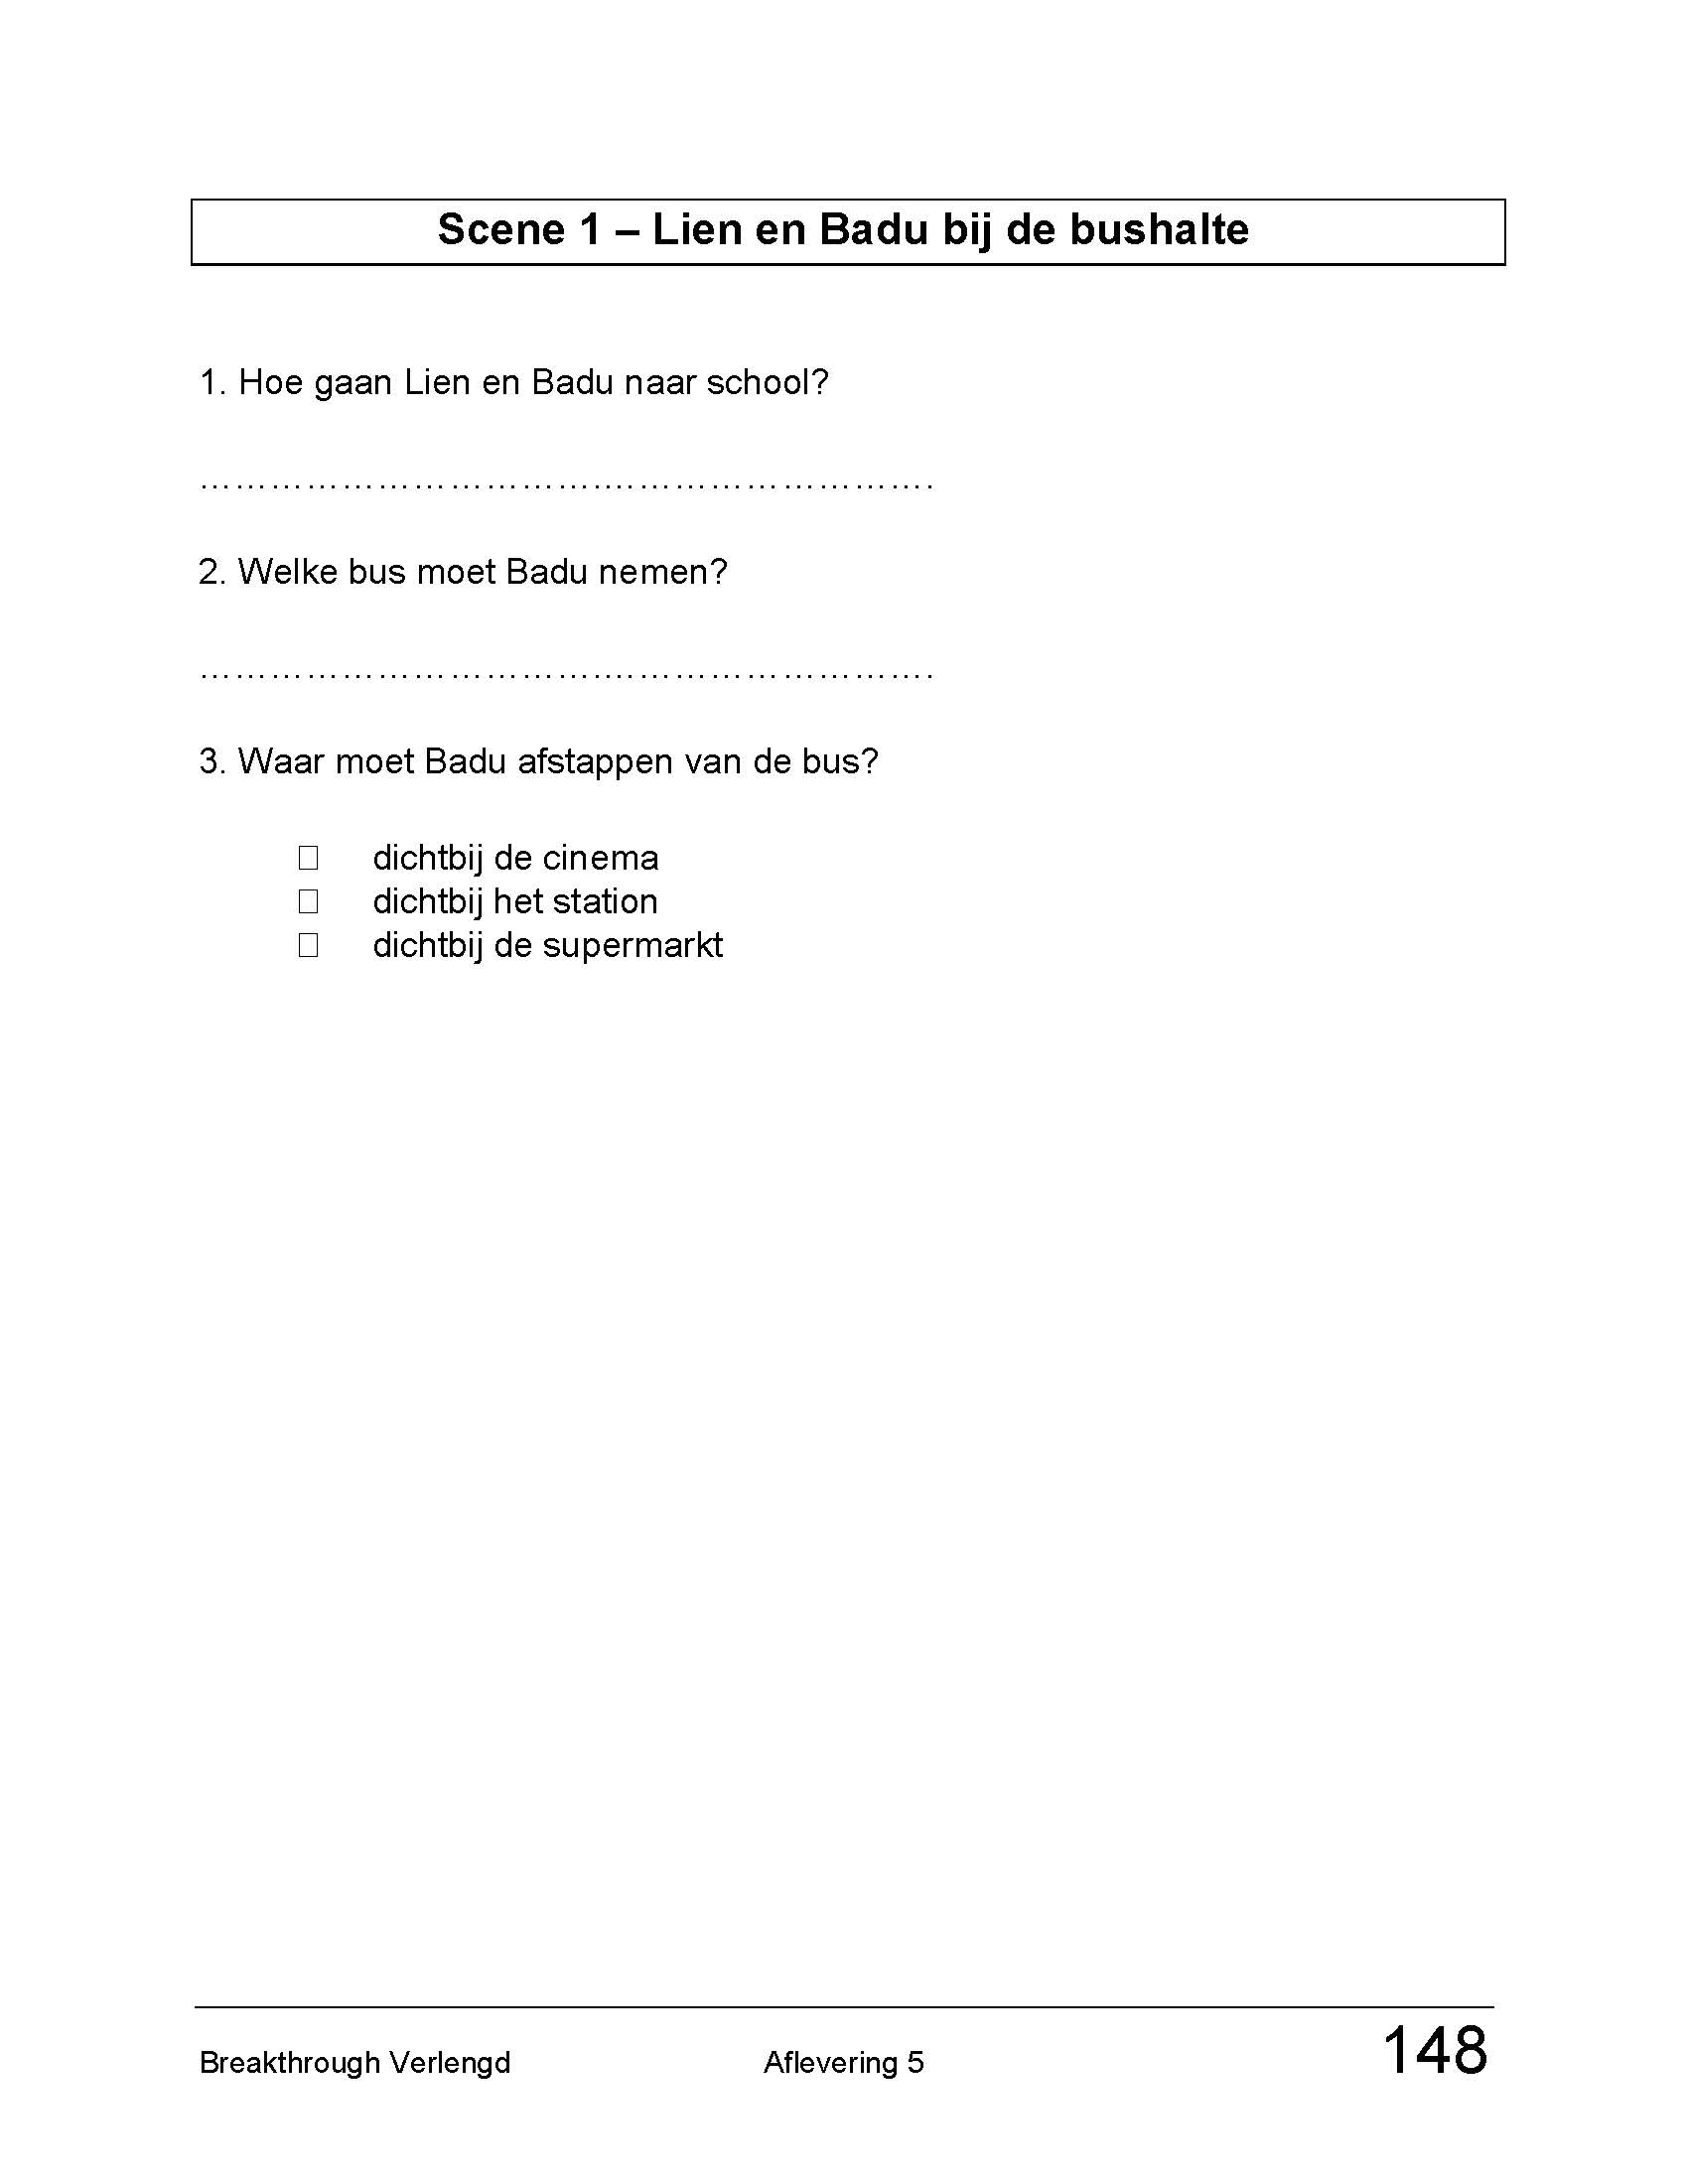 Scene 1 – Lien en Badu bij de bushalte
1. Hoe gaan Lien en Badu naar school?
……………………………………………………….
2. Welke bus moet Badu nemen?
……………………………………………………….
3. Waar moet Badu afstappen van de bus?
□ dichtbij de cinema
□ dichtbij het station
□ dichtbij de supermarkt
Breakthrough Verlengd Aflevering 5 148